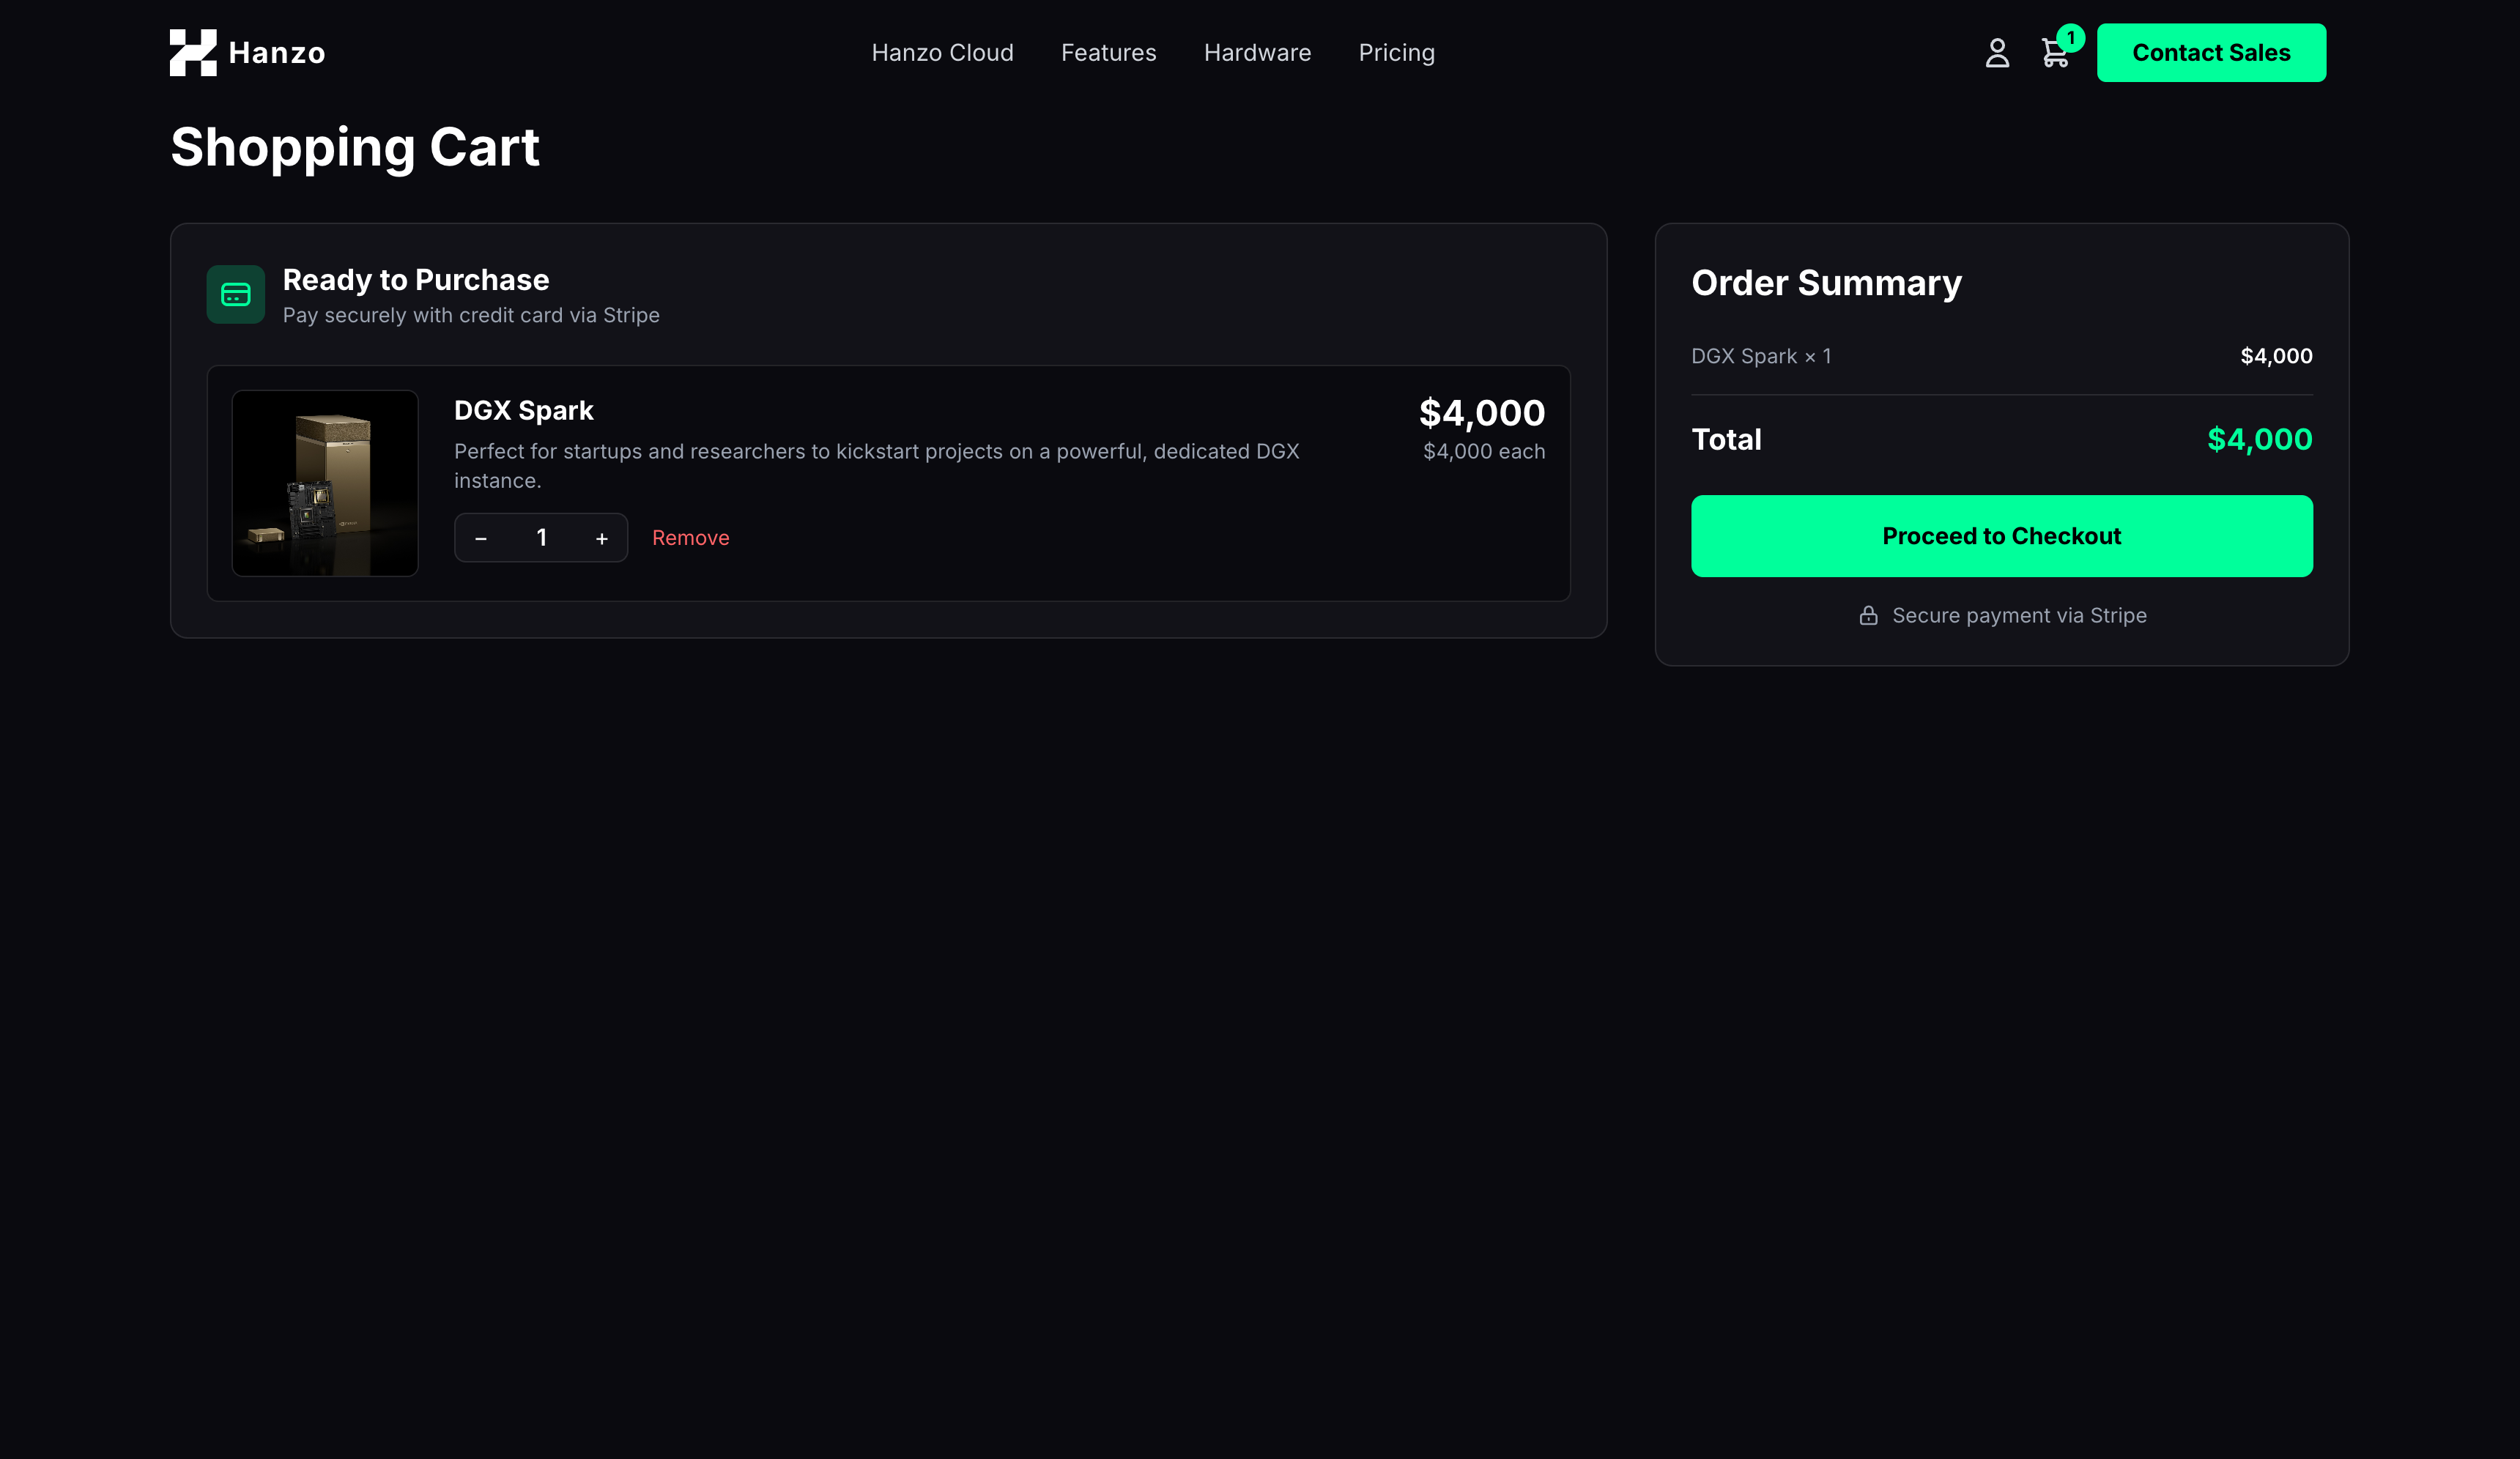 Hanzo
Hanzo Cloud
Features
Hardware
Pricing
1
Contact Sales
Shopping Cart
Ready to Purchase
Pay securely with credit card via Stripe
DGX Spark
Perfect for startups and researchers to kickstart projects on a powerful, dedicated DGX
instance.
$4,000
$4,000 each
− 1 +
Remove
Order Summary
DGX Spark × 1
$4,000
Total
$4,000
Proceed to Checkout
Secure payment via Stripe